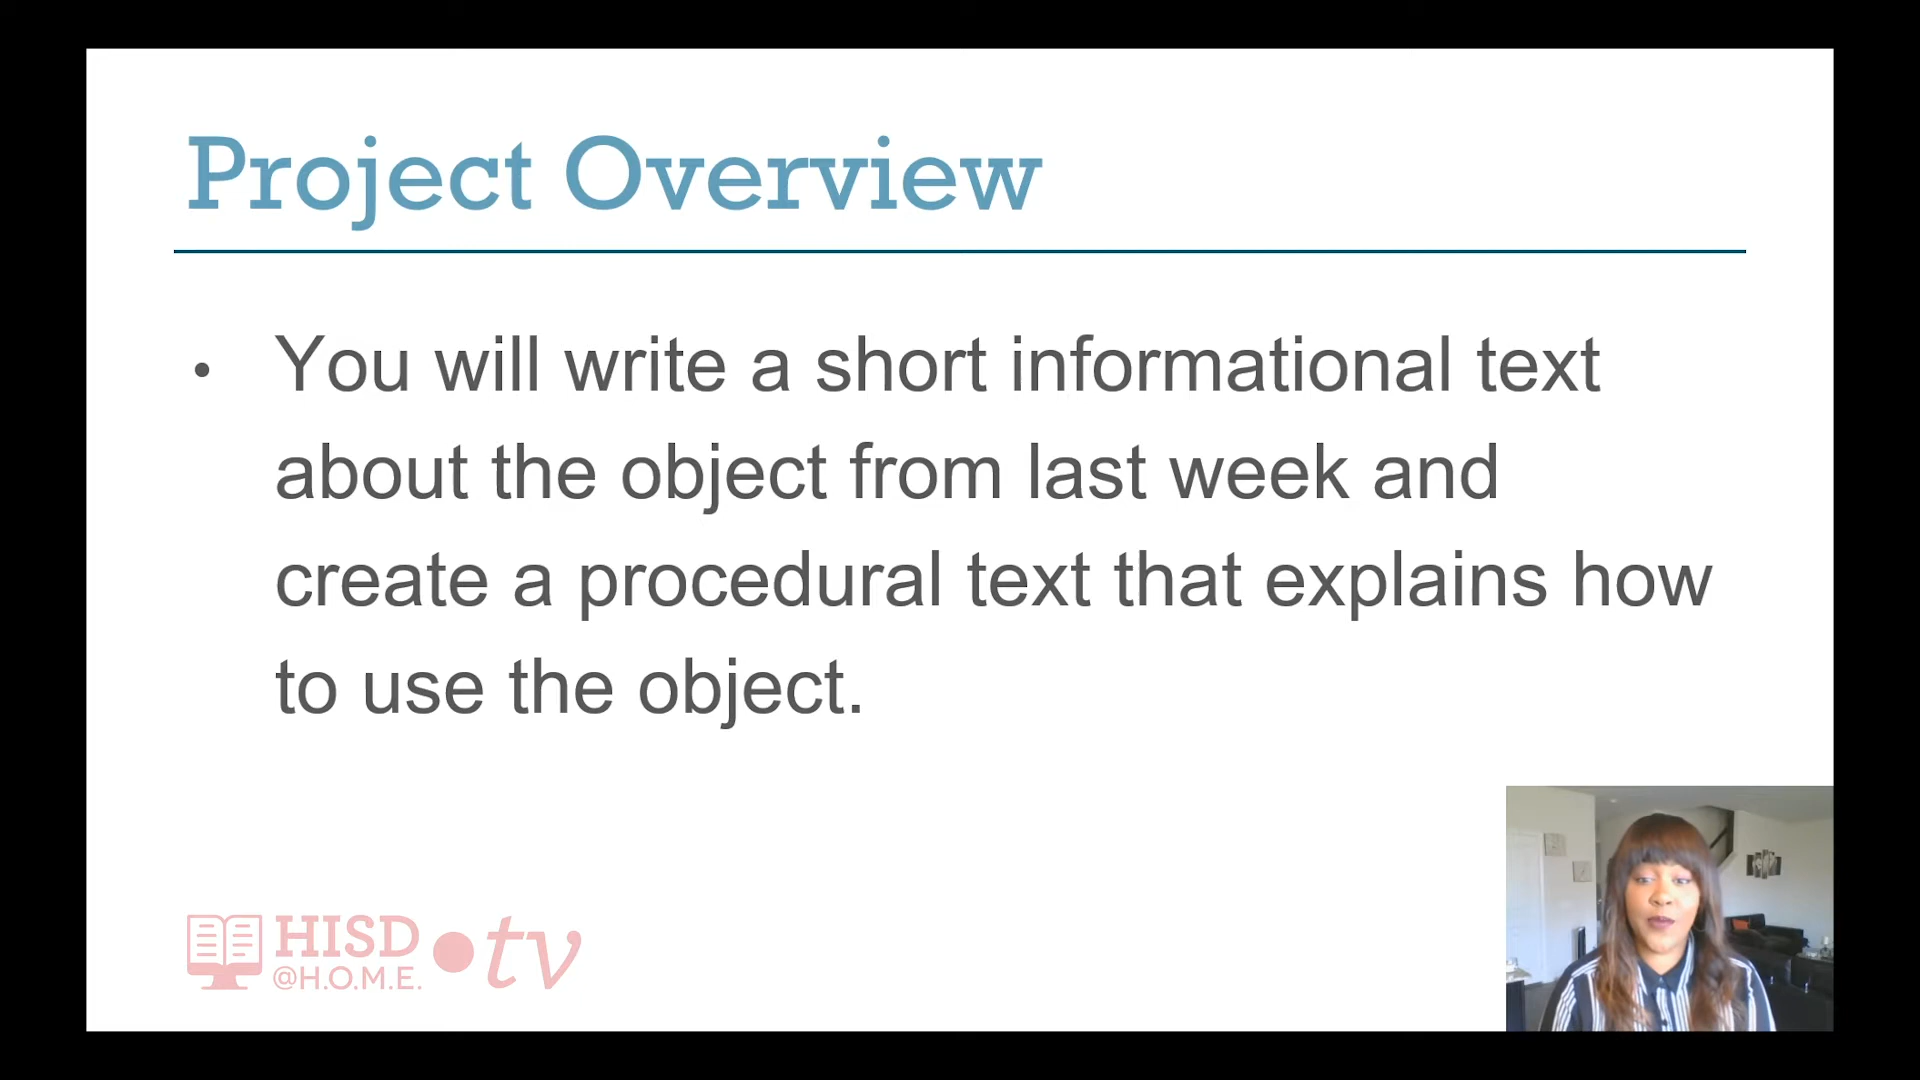 Project Overview
• You will write a short informational text
about the object from last week and
create a procedural text that explains how
to use the object.
HISD
@H.O.M.E.
tv